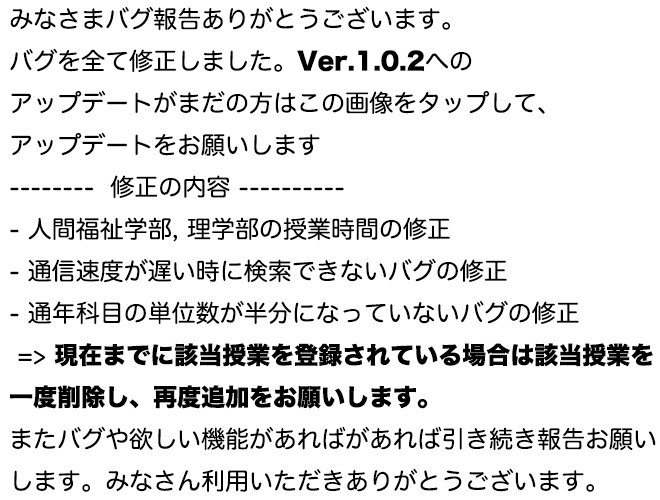 みなさまバグ報告ありがとうございます。
バグを全て修正しました。Ver.1.0.2への
アップデートがまだの方はこの画像をタップして、
アップデートをお願いします
--------  修正の内容 ----------
- 人間福祉学部, 理学部の授業時間の修正
- 通信速度が遅い時に検索できないバグの修正
- 通年科目の単位数が半分になっていないバグの修正
=> 現在までに該当授業を登録されている場合は該当授業を
一度削除し、再度追加をお願いします。
またバグや欲しい機能があればがあれば引き続き報告お願い
します。みなさん利用いただきありがとうございます。